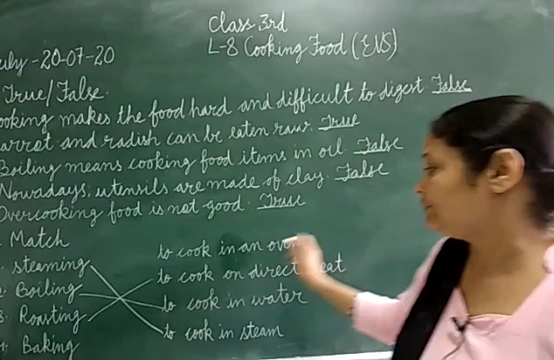 Class 3rd
L-8 Cooking Food (EVS)
-20-07-20
True/False.
ooking makes the food hard and difficult to digest False
arrot and radish can be eaten raw. True
Boiling means cooking food items in oil False
Nowadays, utensils are made of clay. False
Overcooking food is not good. True
Match
steaming to cook in an
Boiling to cook on direct eat
Roasting to cook in water
Baking to cook in steam